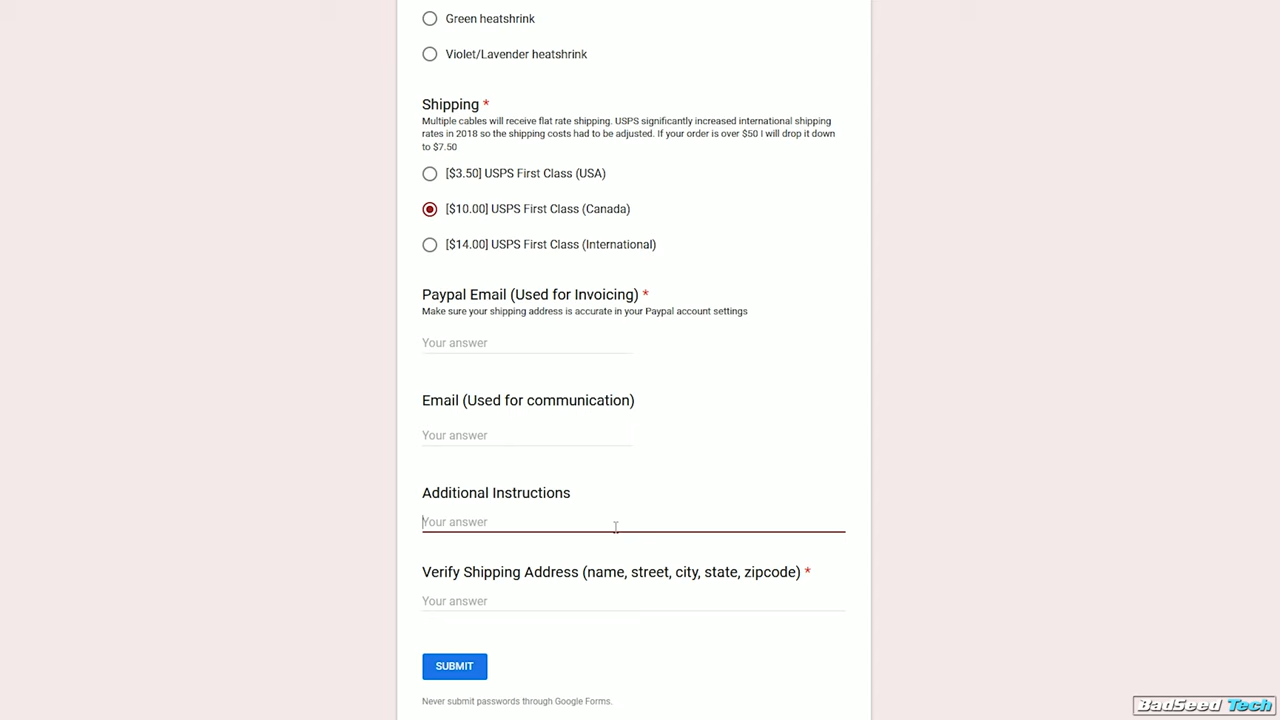 Green heatshrink
Violet/Lavender heatshrink
Shipping *
Multiple cables will receive flat rate shipping. USPS significantly increased international shipping
rates in 2018 so the shipping costs had to be adjusted. If your order is over $50 I will drop it down
to $7.50
[$3.50] USPS First Class (USA)
[$10.00] USPS First Class (Canada)
[$14.00] USPS First Class (International)
Paypal Email (Used for Invoicing) *
Make sure your shipping address is accurate in your Paypal account settings
Your answer
Email (Used for communication)
Your answer
Additional Instructions
Your answer
Verify Shipping Address (name, street, city, state, zipcode) *
Your answer
SUBMIT
Never submit passwords through Google Forms.
BadSeed Tech